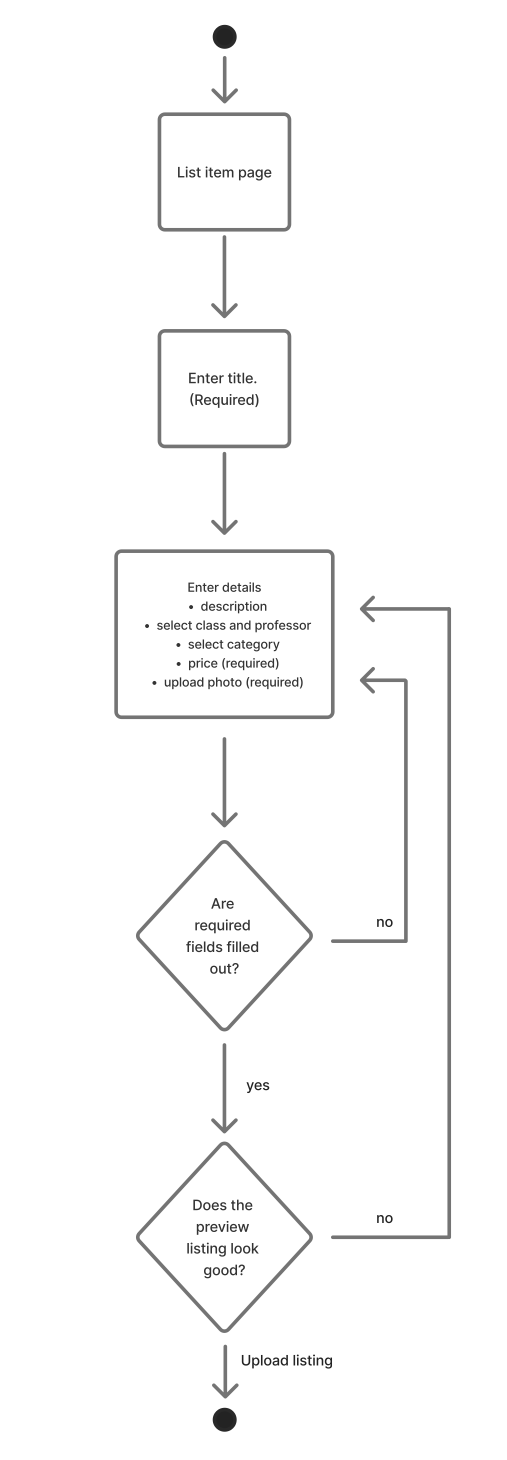 List item page
Enter title.
(Required)
Enter details
• description
• select class and professor
• select category
• price (required)
• upload photo (required)
Are
required
fields filled
out?
no
yes
Does the
preview
listing look
good?
no
Upload listing